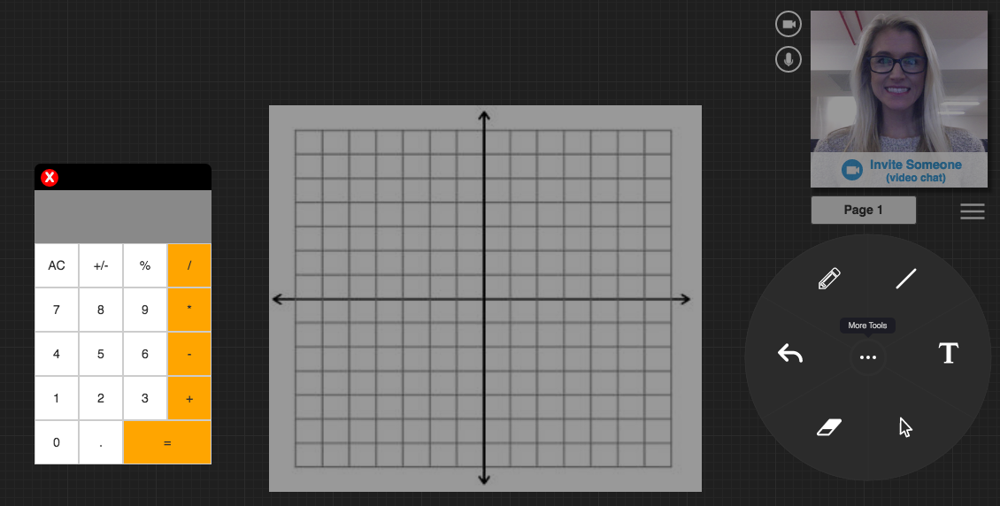 Invite Someone
(video chat)
Page 1
X
AC +/- % /
7 8 9 *
4 5 6 -
1 2 3 +
0 . =
More Tools
T